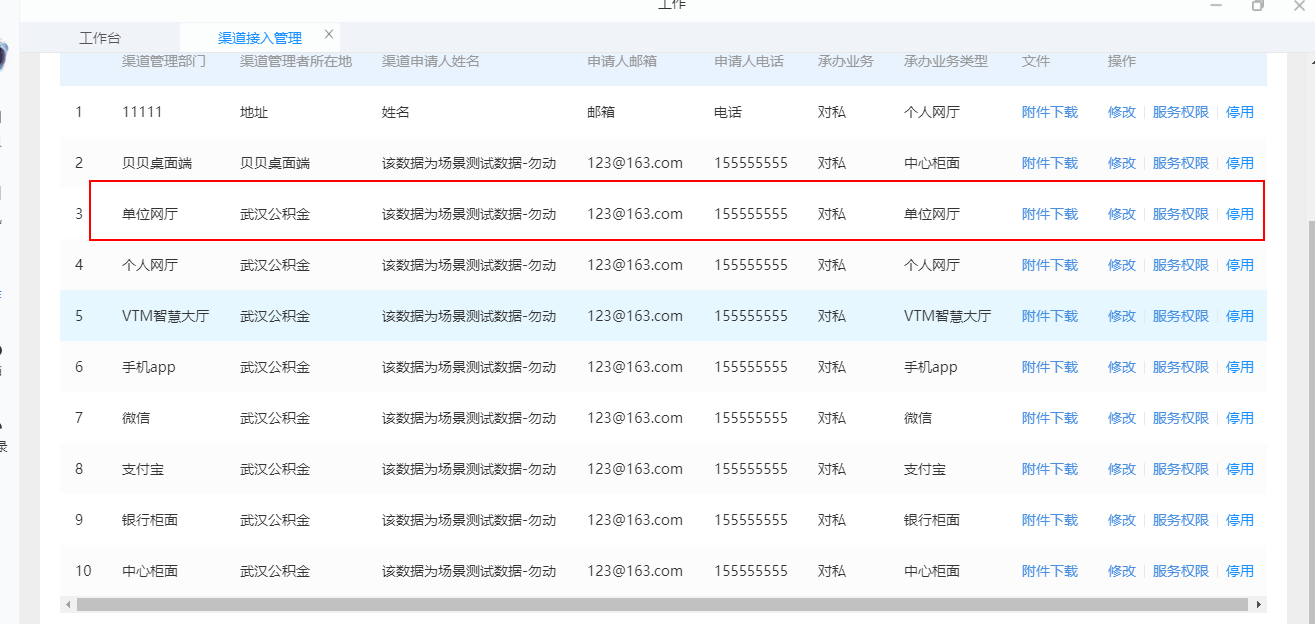 工作
工作台 渠道接入管理
渠道管理部门 渠道管理者所在地 渠道申请人姓名 申请人邮箱 申请人电话 承办业务 承办业务类型 文件 操作
1 11111 地址 姓名 邮箱 电话 对私 个人网厅 附件下载 修改 服务权限 停用
2 贝贝桌面端 贝贝桌面端 该数据为场景测试数据-勿动 123@163.com 155555555 对私 中心柜面 附件下载 修改 服务权限 停用
3 单位网厅 武汉公积金 该数据为场景测试数据-勿动 123@163.com 155555555 对私 单位网厅 附件下载 修改 服务权限 停用
4 个人网厅 武汉公积金 该数据为场景测试数据-勿动 123@163.com 155555555 对私 个人网厅 附件下载 修改 服务权限 停用
5 VTM智慧大厅 武汉公积金 该数据为场景测试数据-勿动 123@163.com 155555555 对私 VTM智慧大厅 附件下载 修改 服务权限 停用
6 手机app 武汉公积金 该数据为场景测试数据-勿动 123@163.com 155555555 对私 手机app 附件下载 修改 服务权限 停用
7 微信 武汉公积金 该数据为场景测试数据-勿动 123@163.com 155555555 对私 微信 附件下载 修改 服务权限 停用
8 支付宝 武汉公积金 该数据为场景测试数据-勿动 123@163.com 155555555 对私 支付宝 附件下载 修改 服务权限 停用
9 银行柜面 武汉公积金 该数据为场景测试数据-勿动 123@163.com 155555555 对私 银行柜面 附件下载 修改 服务权限 停用
10 中心柜面 武汉公积金 该数据为场景测试数据-勿动 123@163.com 155555555 对私 中心柜面 附件下载 修改 服务权限 停用